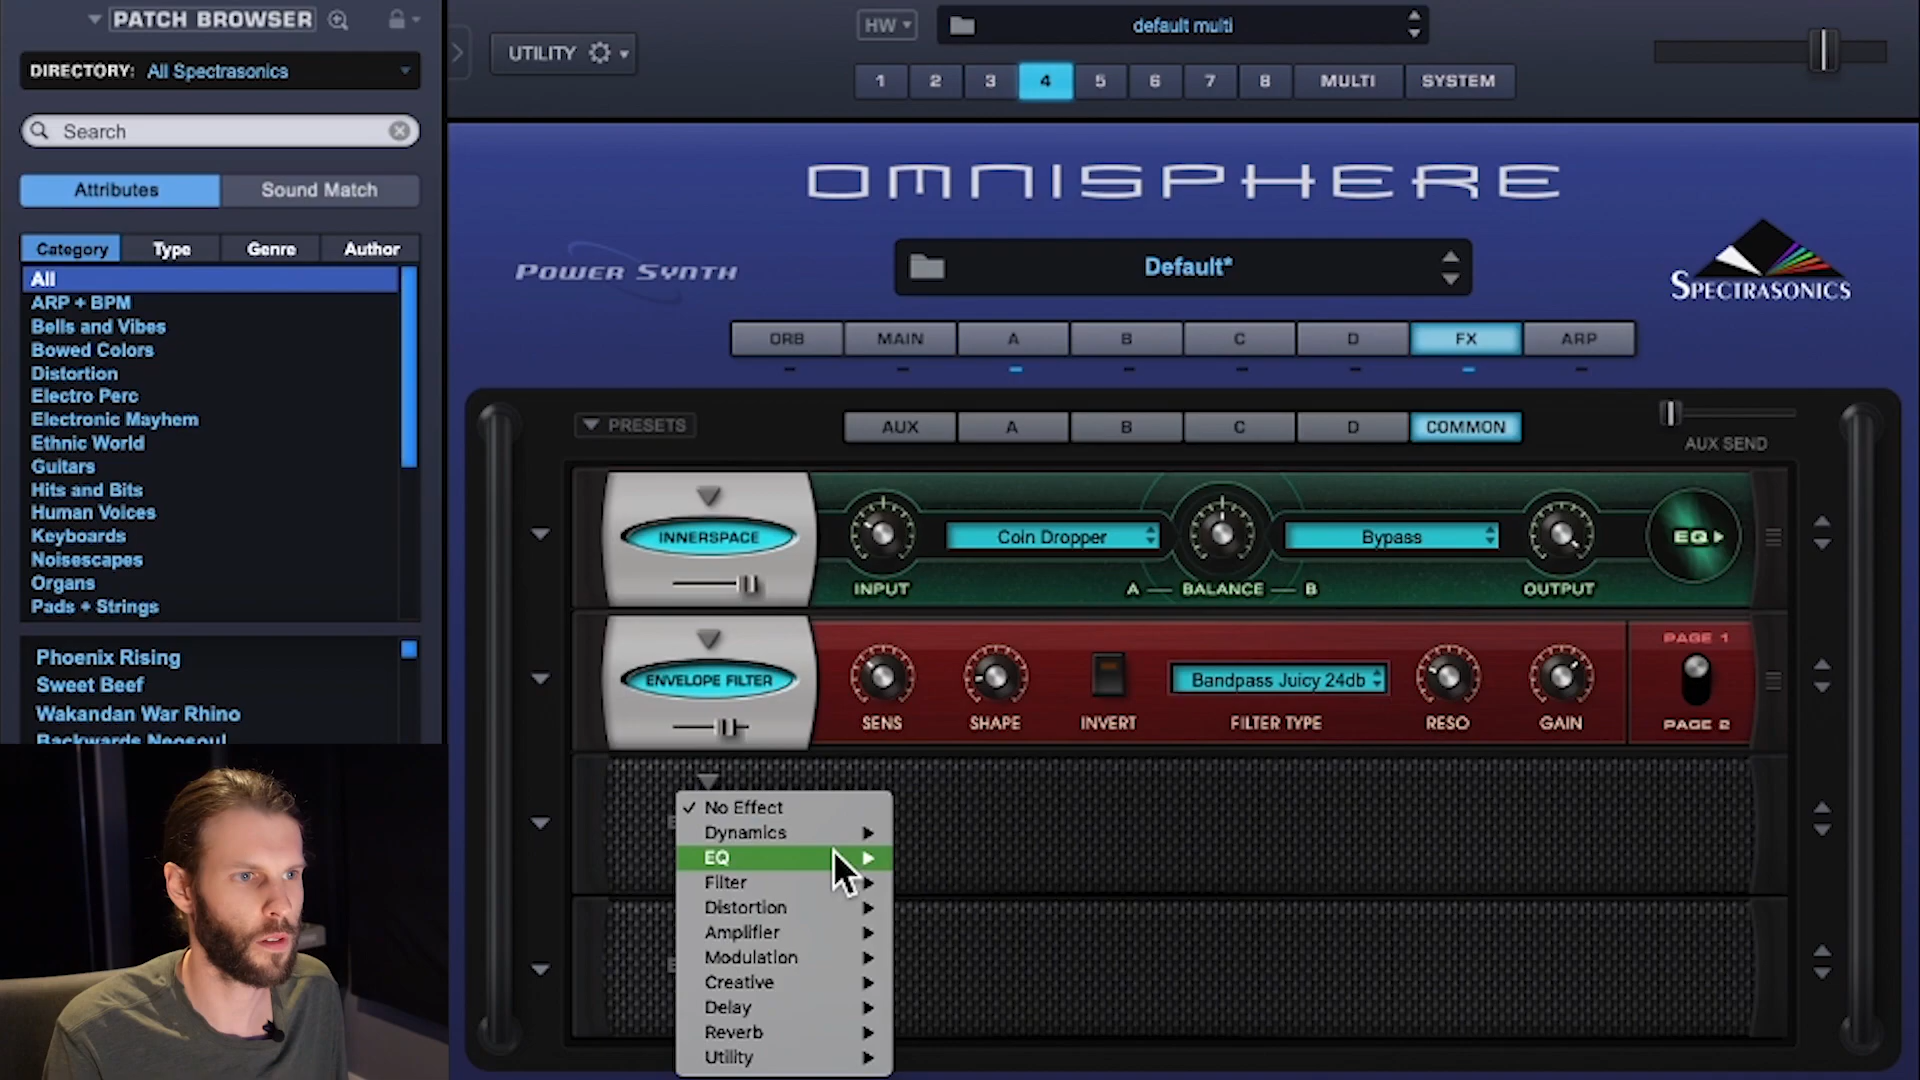 PATCH BROWSER
DIRECTORY: All Spectrasonics
Search
Attributes Sound Match
Category Type Genre Author
All
ARP + BPM
Bells and Vibes
Bowed Colors
Distortion
Electro Perc
Electronic Mayhem
Ethnic World
Guitars
Hits and Bits
Human Voices
Keyboards
Noisescapes
Organs
Pads + Strings
Phoenix Rising
Sweet Beef
Wakandan War Rhino
Backwards Neosoul
UTILITY
HW
default multi
1 2 3 4 5 6 7 8 MULTI SYSTEM
OMNISPHERE
POWER SYNTH
Default*
SPECTRASONICS
ORB MAIN A B C D FX ARP
PRESETS
AUX A B C D COMMON
AUX SEND
INNERSPACE
Coin Dropper
Bypass
EQ
INPUT A BALANCE B OUTPUT
ENVELOPE FILTER
Bandpass Juicy 24db
PAGE 1
SENS SHAPE INVERT FILTER TYPE RESO GAIN PAGE 2
✓ No Effect
Dynamics
EQ
Filter
Distortion
Amplifier
Modulation
Creative
Delay
Reverb
Utility